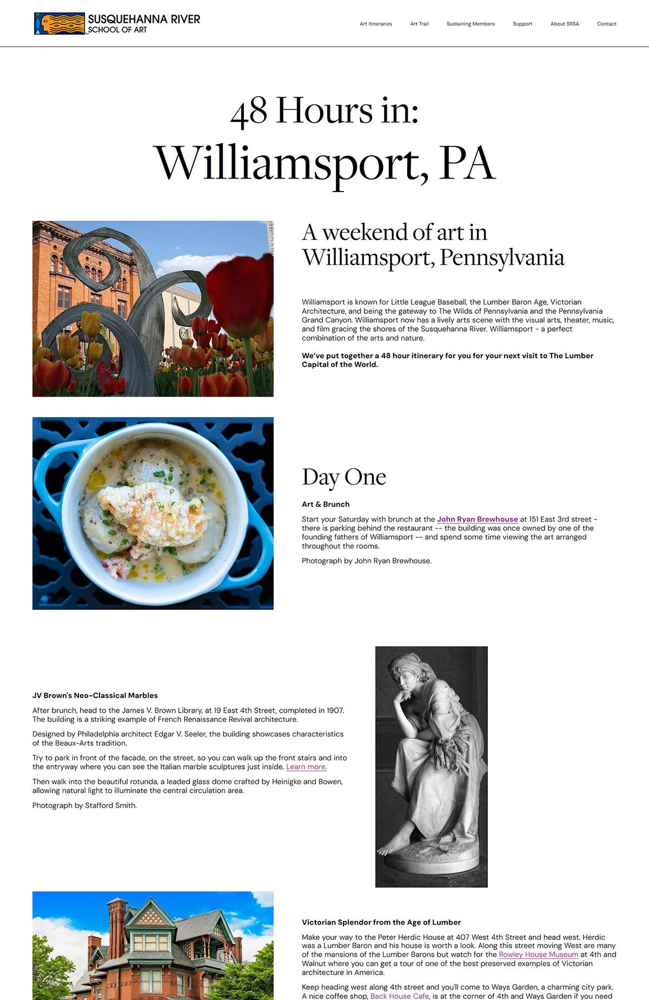 SUSQUEHANNA RIVER
SCHOOL OF ART
Art Itineraries Art Trail Sustaining Members Support About SRSA Contact
48 Hours in:
Williamsport, PA
A weekend of art in
Williamsport, Pennsylvania
Williamsport is known for Little League Baseball, the Lumber Baron Age, Victorian
Architecture, and being the gateway to The Wilds of Pennsylvania and the Pennsylvania
Grand Canyon. Williamsport now has a lively arts scene with the visual arts, theater, music,
and film gracing the shores of the Susquehanna River. Williamsport - a perfect
combination of the arts and nature.
We've put together a 48 hour itinerary for you for your next visit to The Lumber
Capital of the World.
Day One
Art & Brunch
Start your Saturday with brunch at the John Ryan Brewhouse at 151 East 3rd street -
there is parking behind the restaurant -- the building was once owned by one of the
founding fathers of Williamsport -- and spend some time viewing the art arranged
throughout the rooms.
Photograph by John Ryan Brewhouse.
JV Brown's Neo-Classical Marbles
After brunch, head to the James V. Brown Library, at 19 East 4th Street, completed in 1907.
The building is a striking example of French Renaissance Revival architecture.
Designed by Philadelphia architect Edgar V. Seeler, the building showcases characteristics
of the Beaux-Arts tradition.
Try to park in front of the facade, on the street, so you can walk up the front stairs and into
the entryway where you can see the Italian marble sculptures just inside. Learn more.
Then walk into the beautiful rotunda, a leaded glass dome crafted by Heinigke and Bowen,
allowing natural light to illuminate the central circulation area.
Photograph by Stafford Smith.
Victorian Splendor from the Age of Lumber
Make your way to the Peter Herdic House at 407 West 4th Street and head west. Herdic
was a Lumber Baron and his house is worth a look. Along this street moving West are many
of the mansions of the Lumber Barons but watch for the Rowley House Museum at 4th and
Walnut where you can get a tour of one of the best preserved examples of Victorian
architecture in America.
Keep heading west along 4th street and you'll come to Ways Garden, a charming city park.
A nice coffee shop, Back House Cafe, is at the corner of 4th and Ways Garden if you need